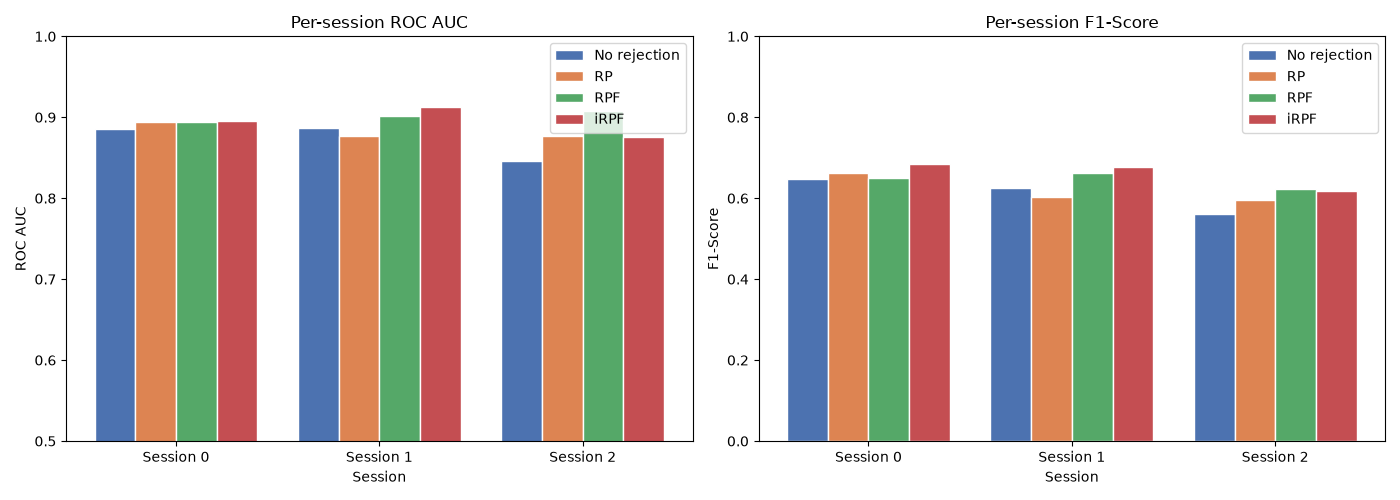 Per-session ROC AUC
1.0
0.9
0.8
0.7
0.6
0.5
ROC AUC
No rejection
RP
RPF
iRPF
Session 0
Session 1
Session 2
Session
Per-session F1-Score
1.0
0.8
0.6
0.4
0.2
0.0
F1-Score
No rejection
RP
RPF
iRPF
Session 0
Session 1
Session 2
Session